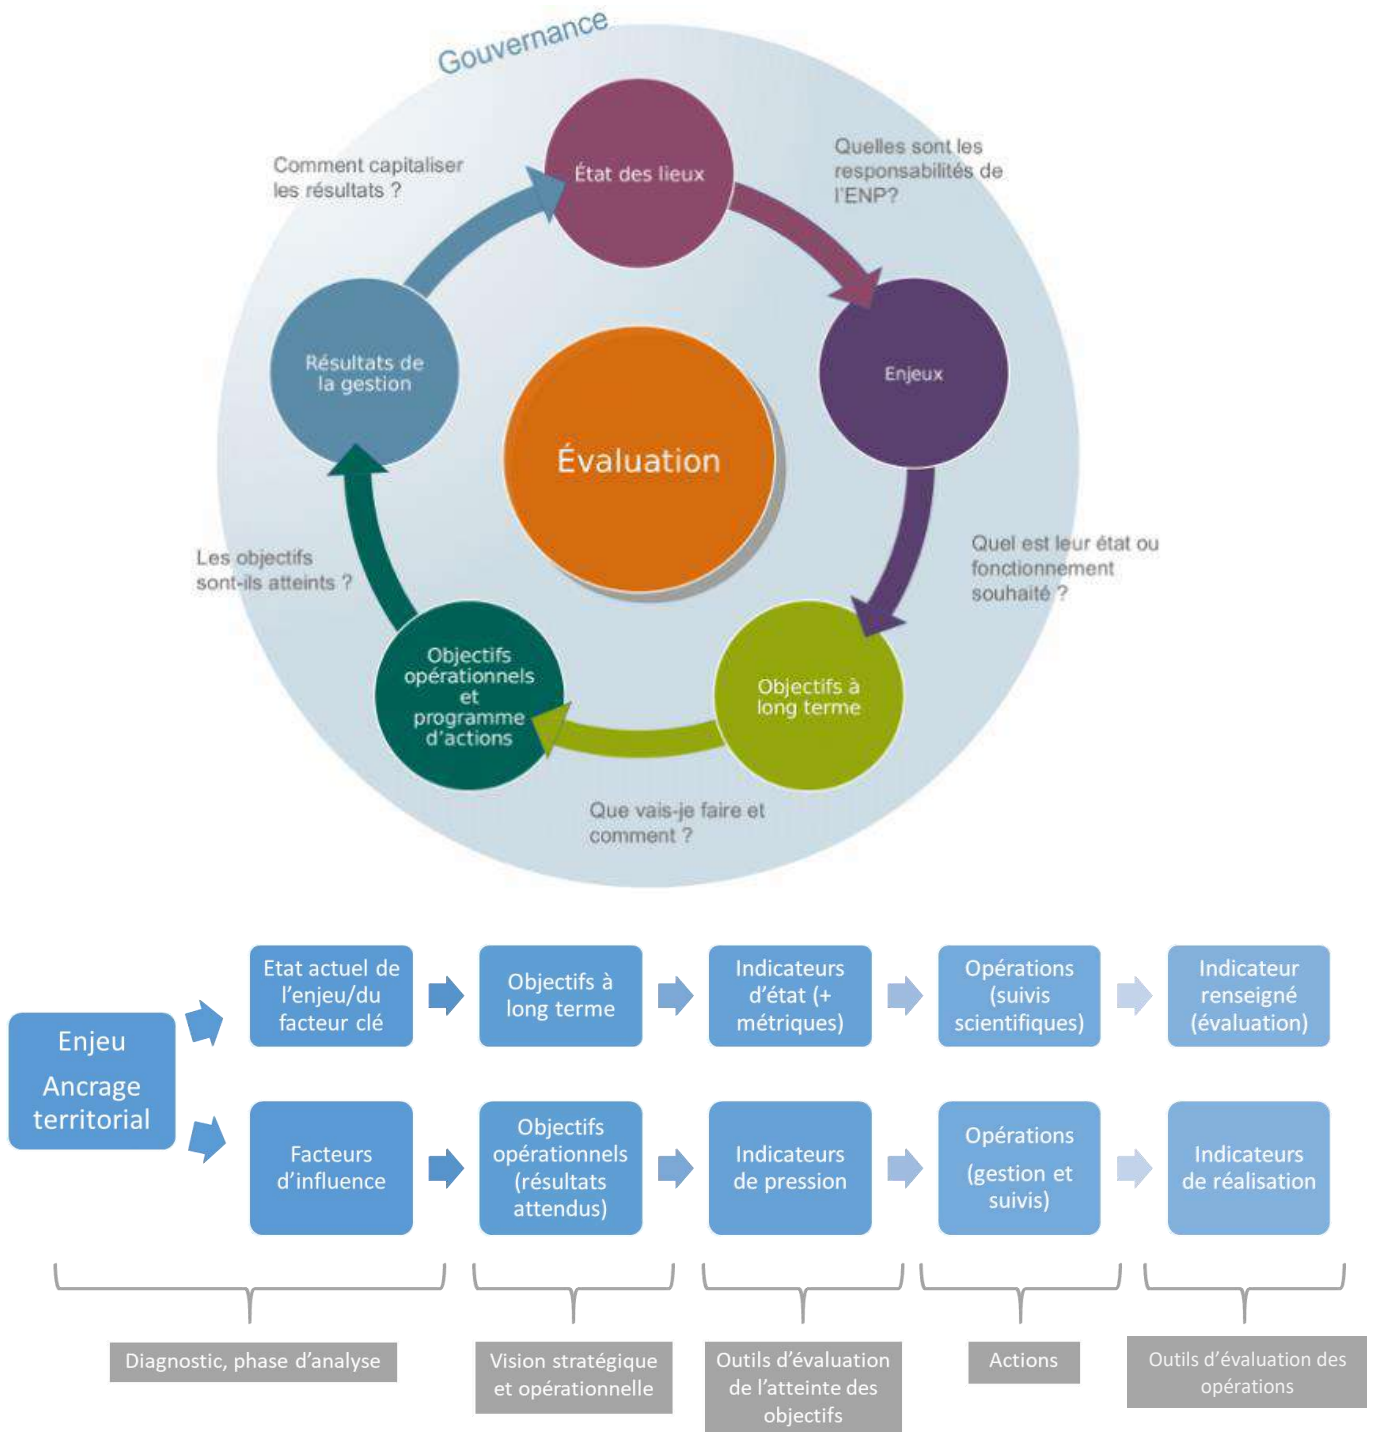 Gouvernance
État des lieux
Quelles sont les
responsabilités de
l'ENP?
Comment capitaliser
les résultats ?
Enjeux
Résultats de
la gestion
Évaluation
Quel est leur état ou
fonctionnement
souhaité ?
Les objectifs
sont-ils atteints ?
Objectifs à
long terme
Objectifs
opérationnels
et
programme
d'actions
Que vais-je faire et
comment ?
Enjeu
Ancrage
territorial
Etat actuel de
l'enjeu/du
facteur clé
Objectifs à
long terme
Indicateurs
d'état (+
métriques)
Opérations
(suivis
scientifiques)
Indicateur
renseigné
(évaluation)
Facteurs
d'influence
Objectifs
opérationnels
(résultats
attendus)
Indicateurs
de pression
Opérations
(gestion et
suivis)
Indicateurs
de réalisation
Diagnostic, phase d'analyse
Vision stratégique
et opérationnelle
Outils d'évaluation
de l'atteinte des
objectifs
Actions
Outils d'évaluation des
opérations